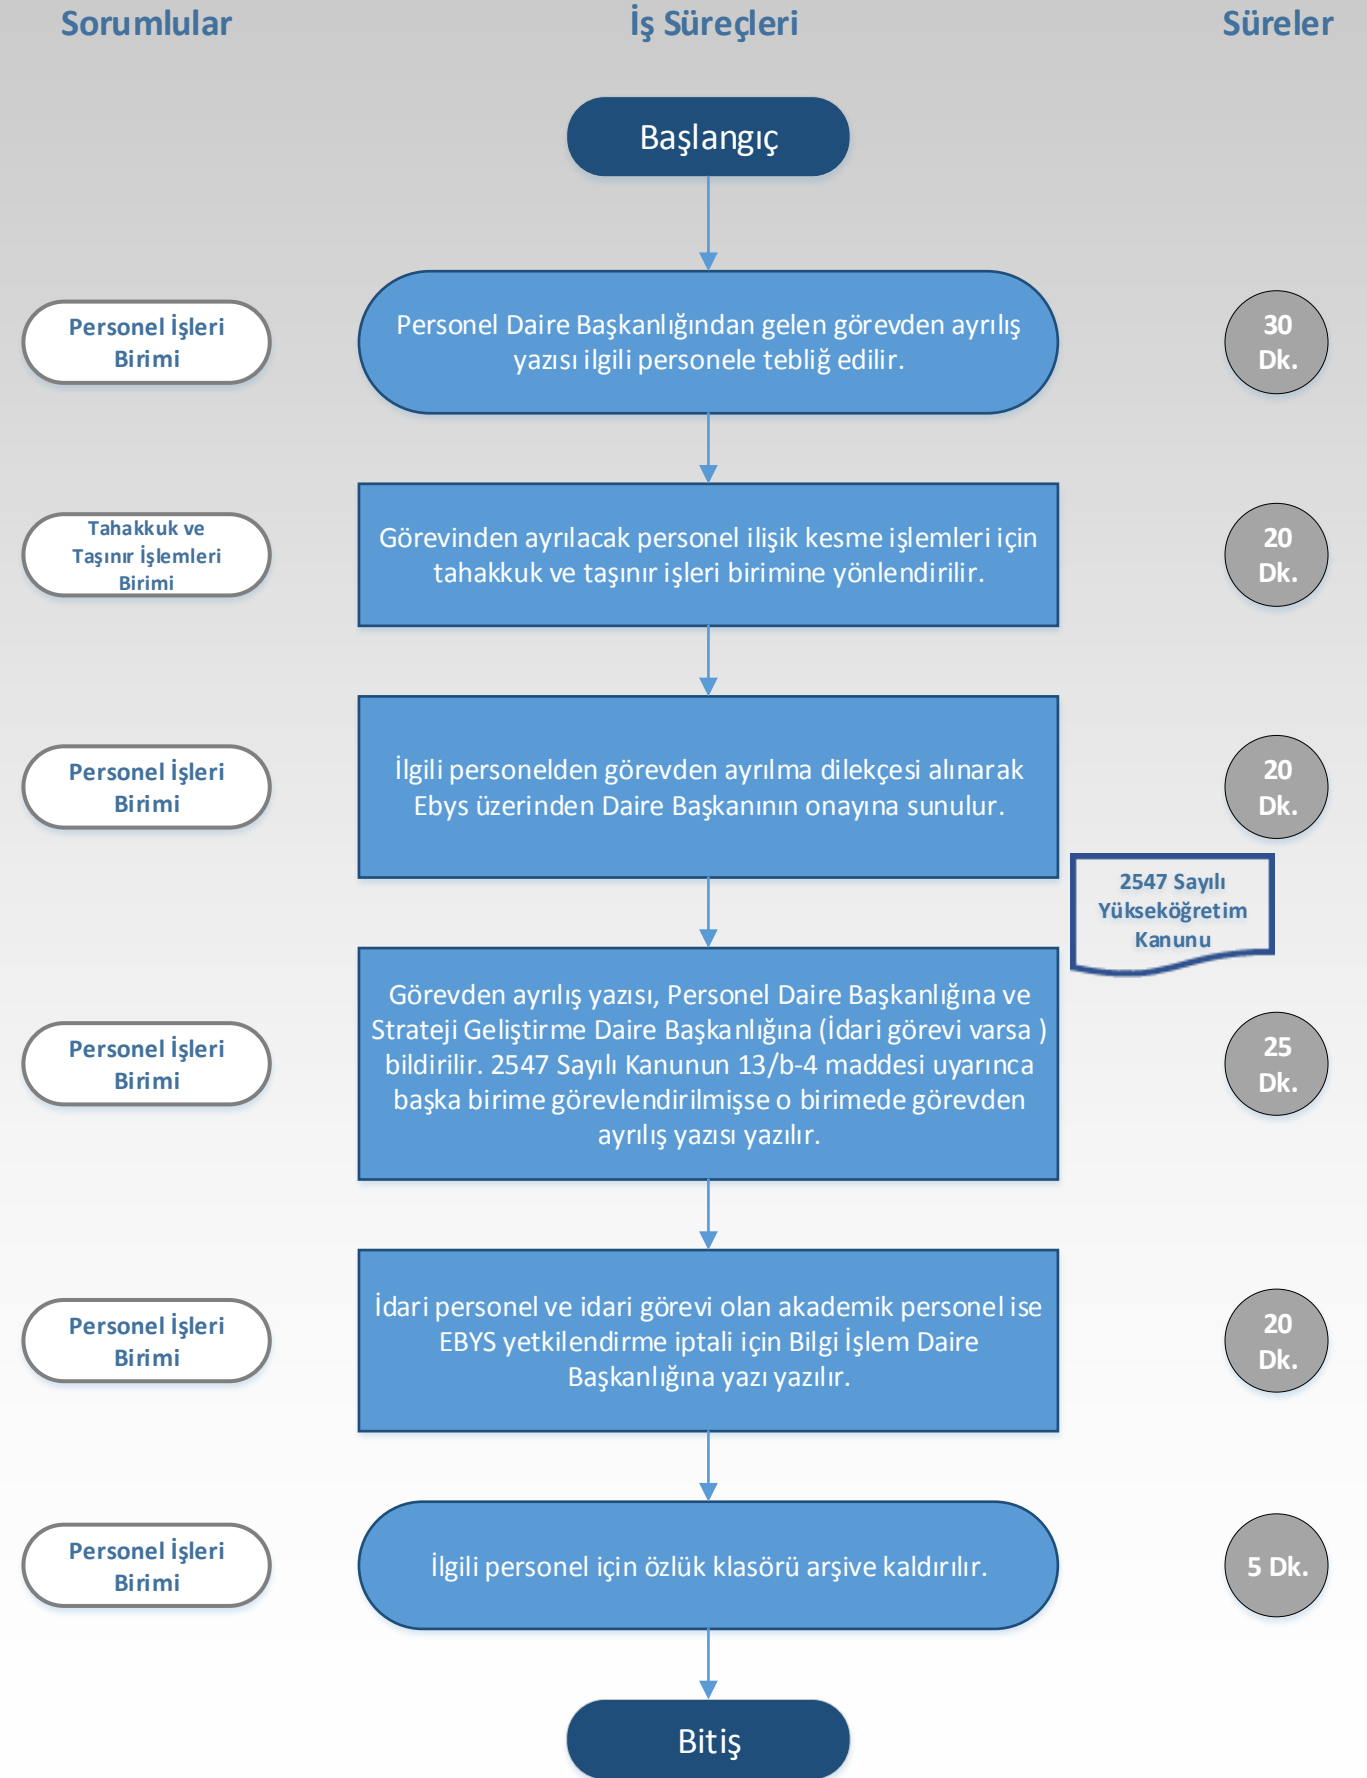 Sorumlular
İş Süreçleri
Süreler
Başlangıç
Personel İşleri
Birimi
Personel Daire Başkanlığından gelen görevden ayrılış
yazısı ilgili personele tebliğ edilir.
30
Dk.
Tahakkuk ve
Taşınır İşlemleri
Birimi
Görevinden ayrılacak personel ilişik kesme işlemleri için
tahakkuk ve taşınır işleri birimine yönlendirilir.
20
Dk.
Personel İşleri
Birimi
İlgili personelden görevden ayrılma dilekçesi alınarak
Ebys üzerinden Daire Başkanının onayına sunulur.
20
Dk.
2547 Sayılı
Yükseköğretim
Kanunu
Personel İşleri
Birimi
Görevden ayrılış yazısı, Personel Daire Başkanlığına ve
Strateji Geliştirme Daire Başkanlığına (İdari görevi varsa )
bildirilir. 2547 Sayılı Kanunun 13/b-4 maddesi uyarınca
başka birime görevlendirilmişse o birimede görevden
ayrılış yazısı yazılır.
25
Dk.
Personel İşleri
Birimi
İdari personel ve idari görevi olan akademik personel ise
EBYS yetkilendirme iptali için Bilgi İşlem Daire
Başkanlığına yazı yazılır.
20
Dk.
Personel İşleri
Birimi
İlgili personel için özlük klasörü arşive kaldırılır.
5 Dk.
Bitiş